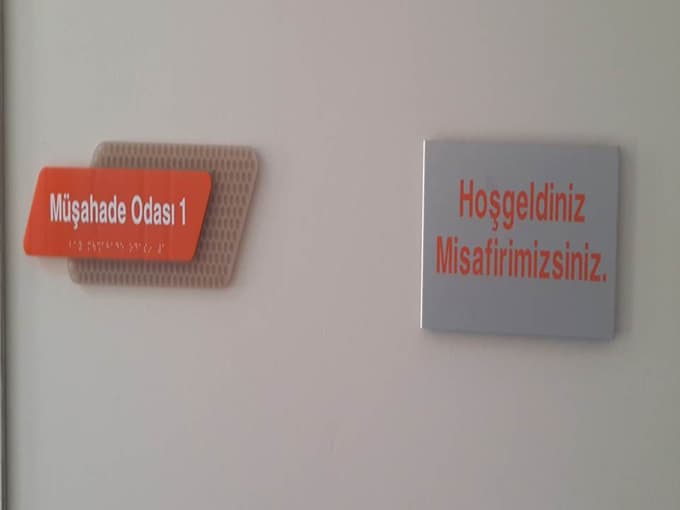 Müşahade Odası 1
Hoşgeldiniz
Misafirimizsiniz.